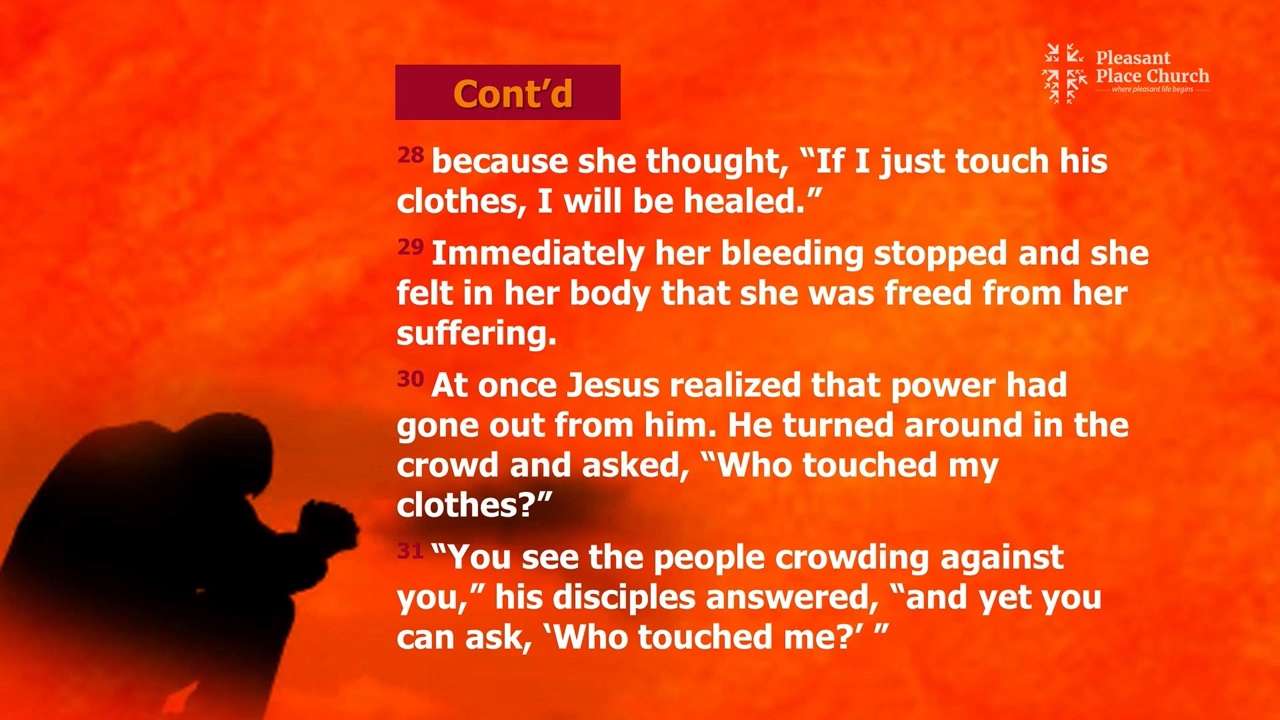 Pleasant
Place Church
where pleasant life begins
Cont’d
28 because she thought, “If I just touch his
clothes, I will be healed.”
29 Immediately her bleeding stopped and she
felt in her body that she was freed from her
suffering.
30 At once Jesus realized that power had
gone out from him. He turned around in the
crowd and asked, “Who touched my
clothes?”
31 “You see the people crowding against
you,” his disciples answered, “and yet you
can ask, ‘Who touched me?’ ”